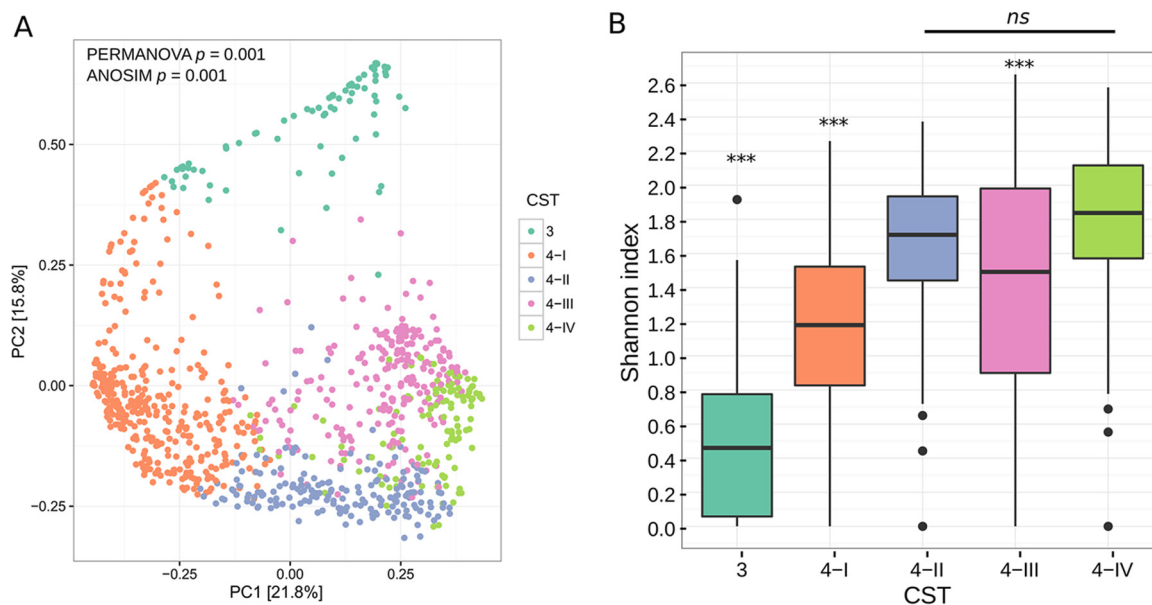 A
PERMANOVA p = 0.001
ANOSIM p = 0.001
PC2 [15.8%]
0.50
0.25
0.00
−0.25
−0.25
0.00
0.25
PC1 [21.8%]
CST
3
4−I
4−II
4−III
4−IV
B
ns
***
***
***
Shannon index
2.6
2.4
2.2
2.0
1.8
1.6
1.4
1.2
1.0
0.8
0.6
0.4
0.2
0.0
3
4−I
4−II
4−III
4−IV
CST